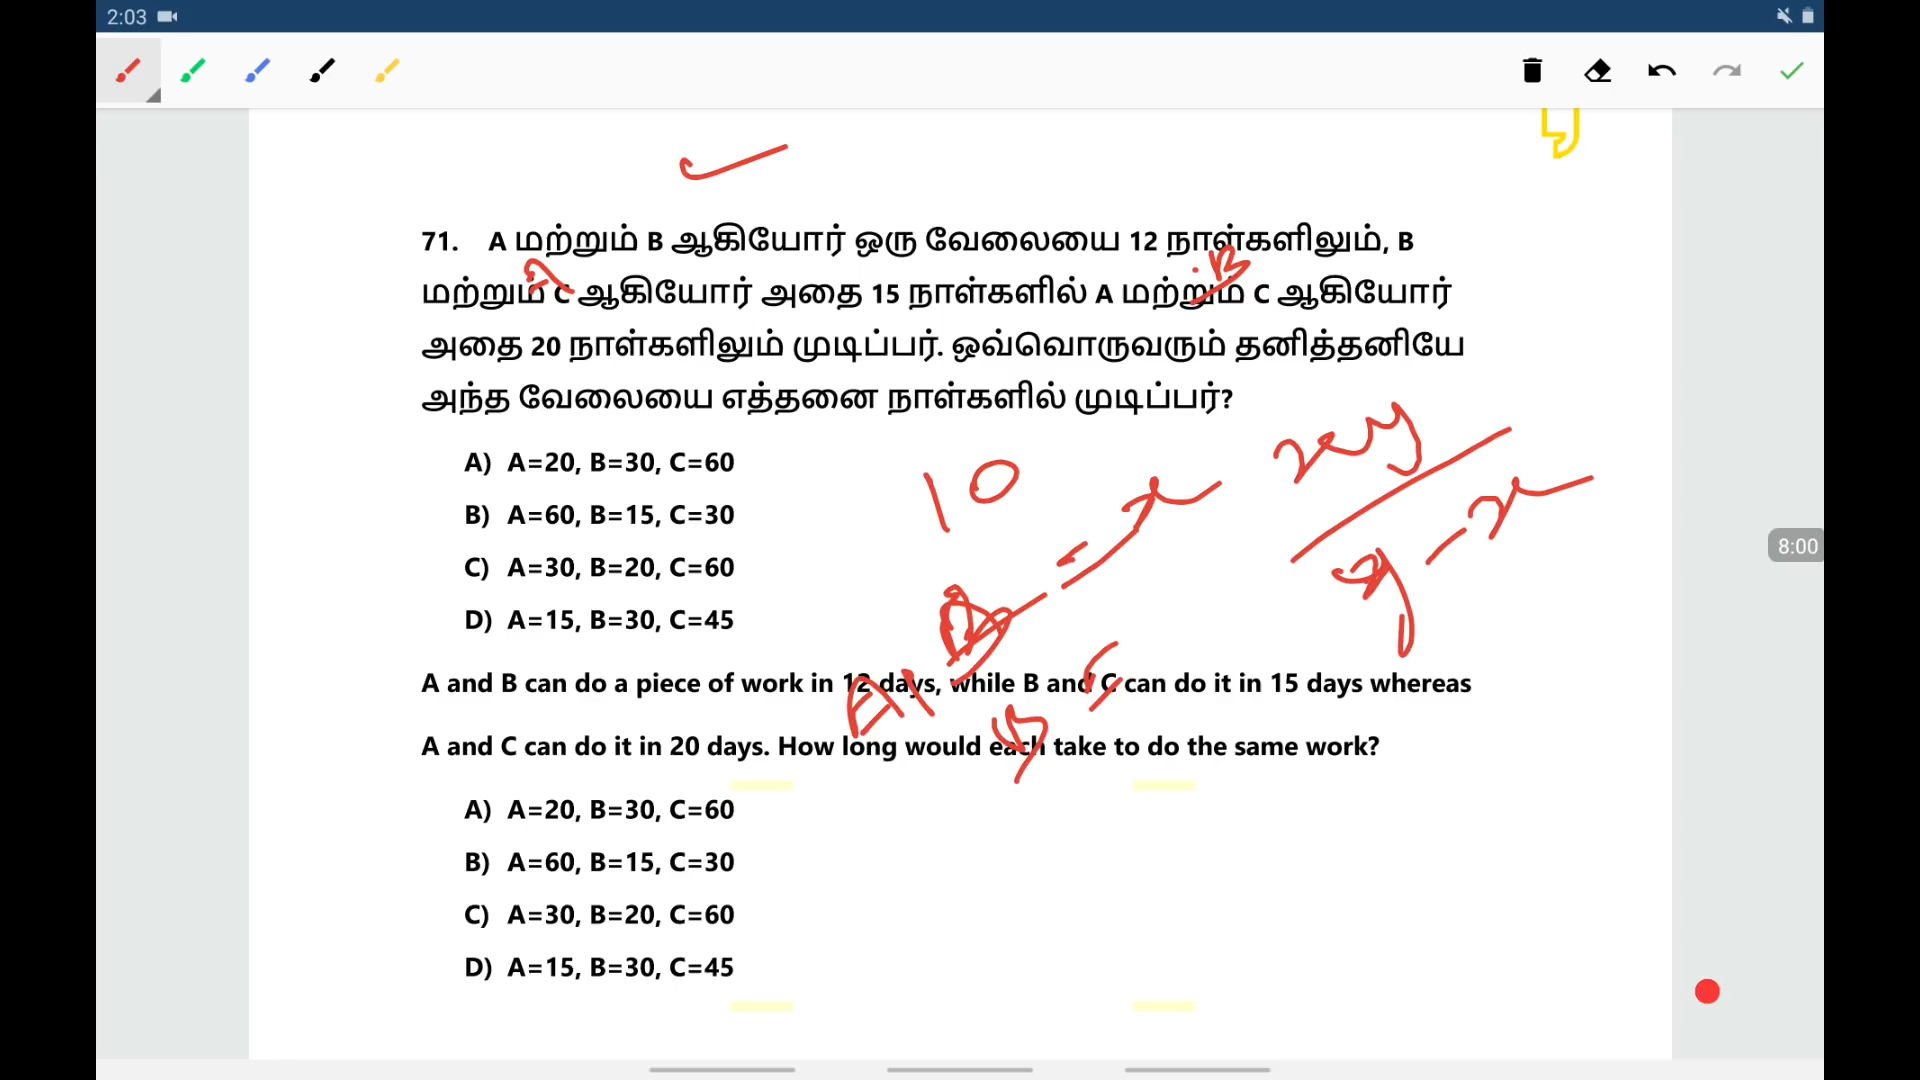 2:03
71. A மற்றும் B ஆகியோர் ஒரு வேலையை 12 நாள்களிலும், B
மற்றும் C ஆகியோர் அதை 15 நாள்களில் A மற்றும் C ஆகியோர்
அதை 20 நாள்களிலும் முடிப்பர். ஒவ்வொருவரும் தனித்தனியே
அந்த வேலையை எத்தனை நாள்களில் முடிப்பர்?
A) A=20, B=30, C=60
10
B) A=60, B=15, C=30
8:00
C) A=30, B=20, C=60
D) A=15, B=30, C=45
A and B can do a piece of work in 12 days, while B and C can do it in 15 days whereas
A and C can do it in 20 days. How long would each take to do the same work?
A) A=20, B=30, C=60
B) A=60, B=15, C=30
C) A=30, B=20, C=60
D) A=15, B=30, C=45